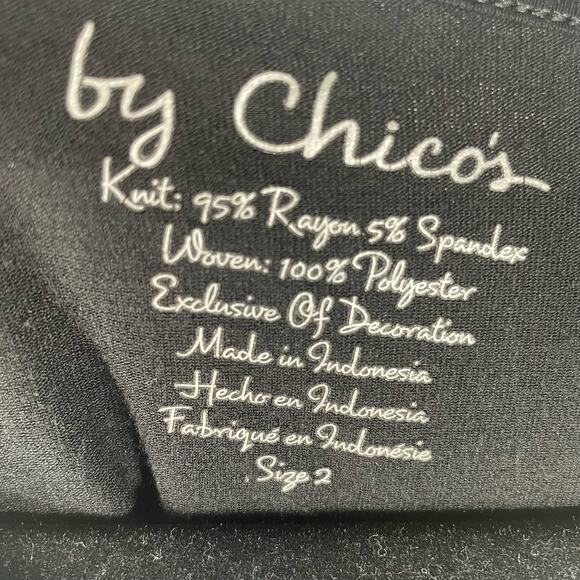 by Chico's
Knit: 95% Rayon 5% Spandex
Woven: 100% Polyester
Exclusive Of Decoration
Made in Indonesia
Hecho en Indonesia
Fabriqué en Indonésie
Size 2